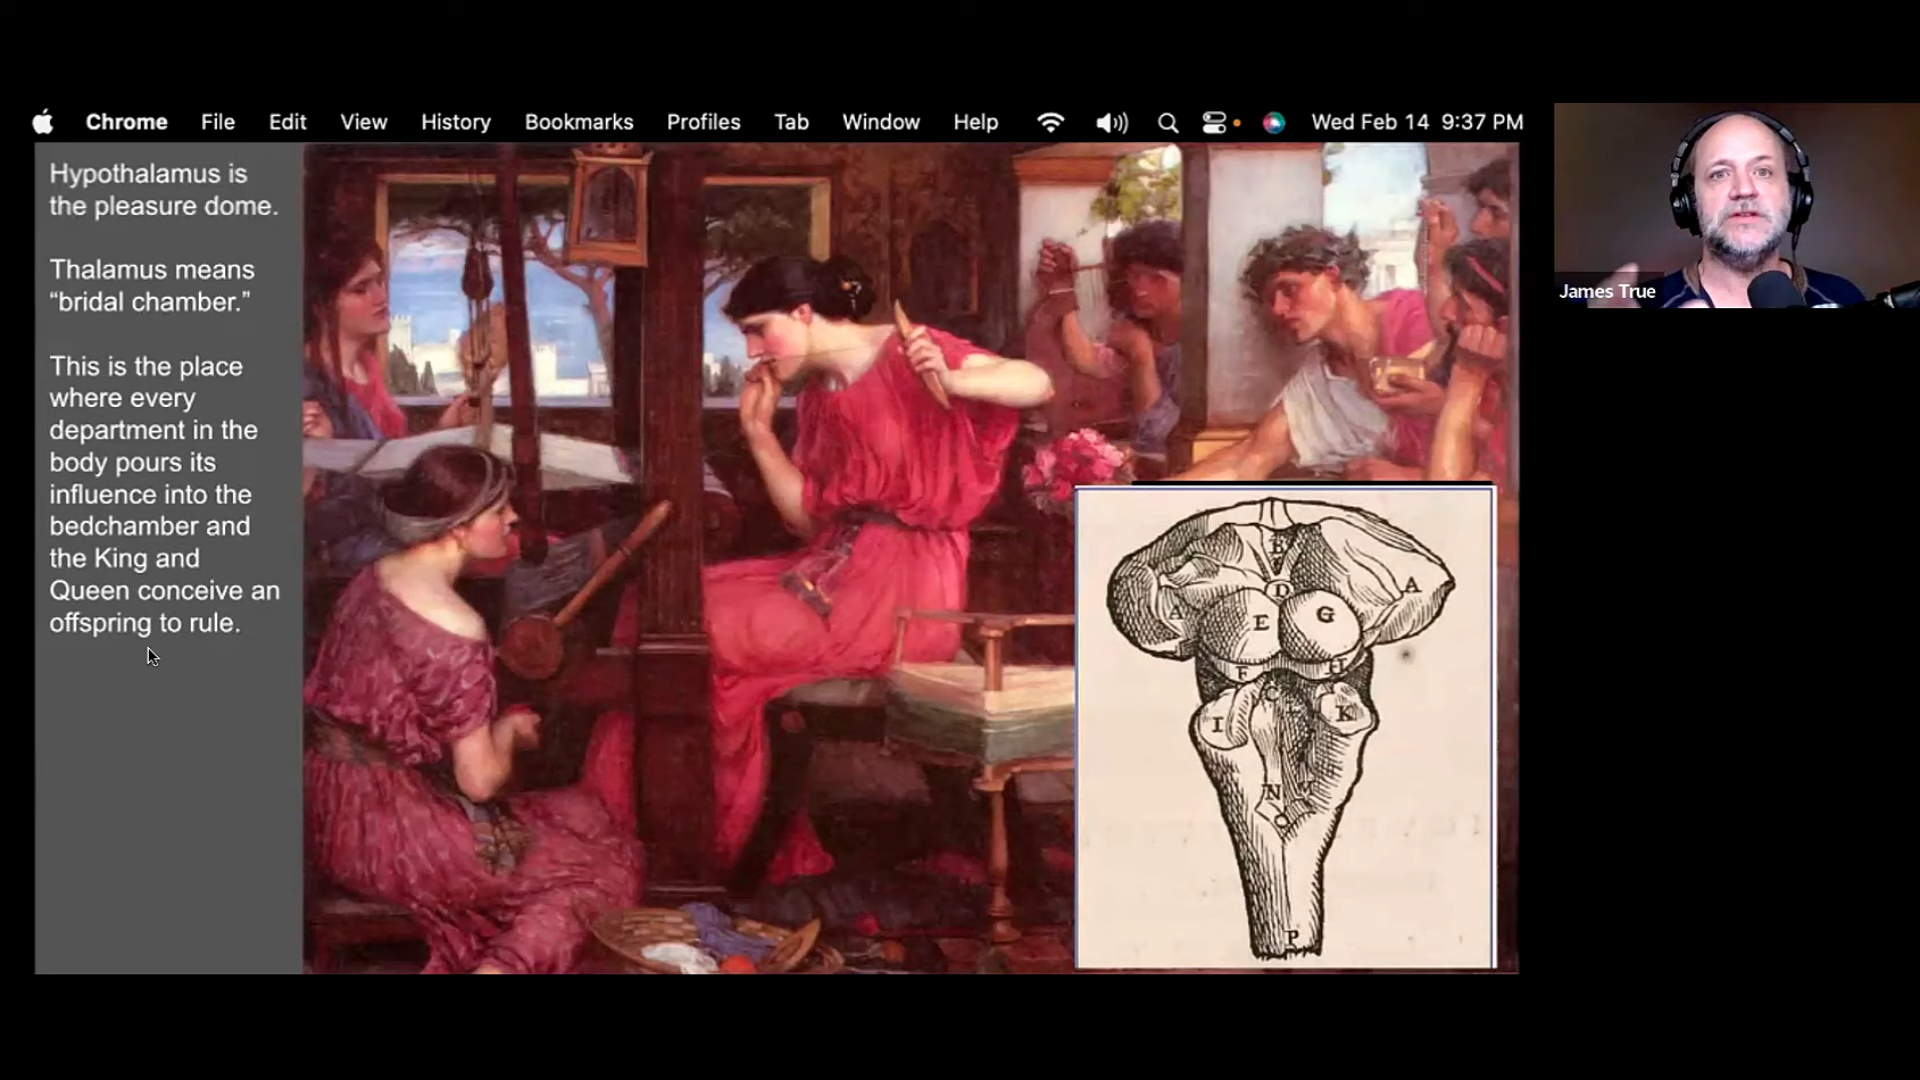 Chrome File Edit View History Bookmarks Profiles Tab Window Help Wed Feb 14 9:37 PM
Hypothalamus is
the pleasure dome.
Thalamus means
“bridal chamber.”
This is the place
where every
department in the
body pours its
influence into the
bedchamber and
the King and
Queen conceive an
offspring to rule.
James True
B
D
A
A
E
G
F
H
C
L
I
K
N
O
P